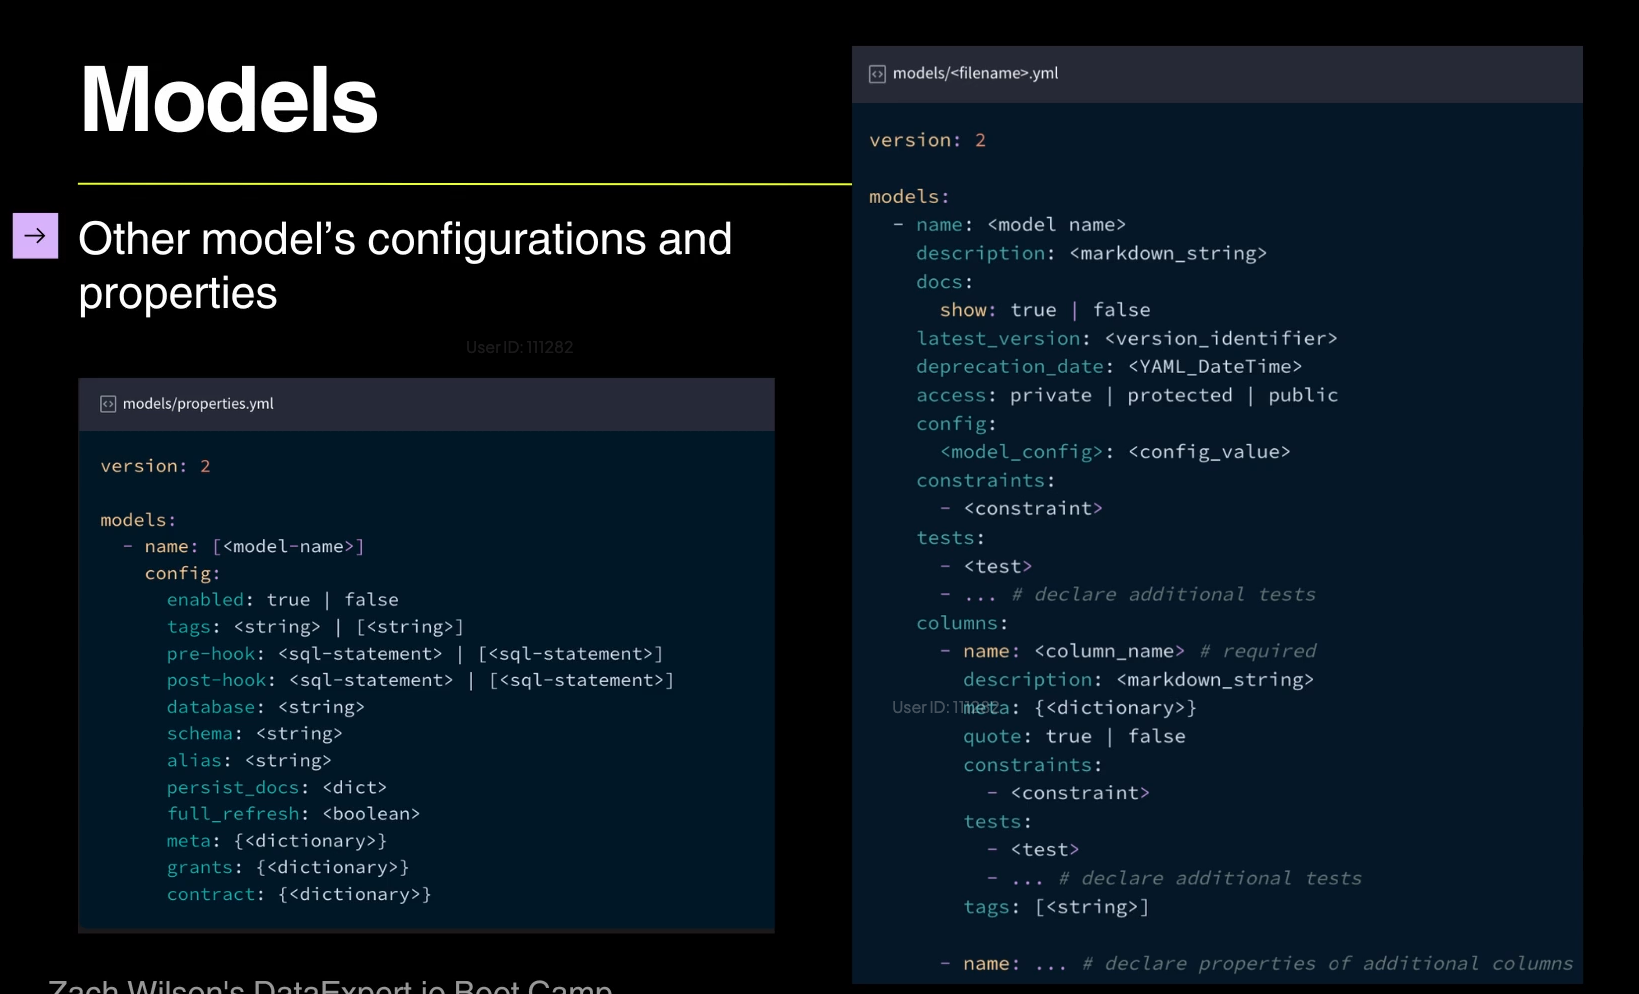 Models
Other model’s configurations and
properties
User ID: 111282
models/properties.yml
version: 2
models:
  - name: [<model-name>]
    config:
      enabled: true | false
      tags: <string> | [<string>]
      pre-hook: <sql-statement> | [<sql-statement>]
      post-hook: <sql-statement> | [<sql-statement>]
      database: <string>
      schema: <string>
      alias: <string>
      persist_docs: <dict>
      full_refresh: <boolean>
      meta: {<dictionary>}
      grants: {<dictionary>}
      contract: {<dictionary>}
Zach Wilson's DataExpert.io Boot Camp
models/<filename>.yml
version: 2
models:
  - name: <model name>
    description: <markdown_string>
    docs:
      show: true | false
    latest_version: <version_identifier>
    deprecation_date: <YAML_DateTime>
    access: private | protected | public
    config:
      <model_config>: <config_value>
    constraints:
      - <constraint>
    tests:
      - <test>
      - ... # declare additional tests
    columns:
      - name: <column_name> # required
        description: <markdown_string>
User ID: 111282
        meta: {<dictionary>}
        quote: true | false
        constraints:
          - <constraint>
        tests:
          - <test>
          - ... # declare additional tests
        tags: [<string>]
      - name: ... # declare properties of additional columns